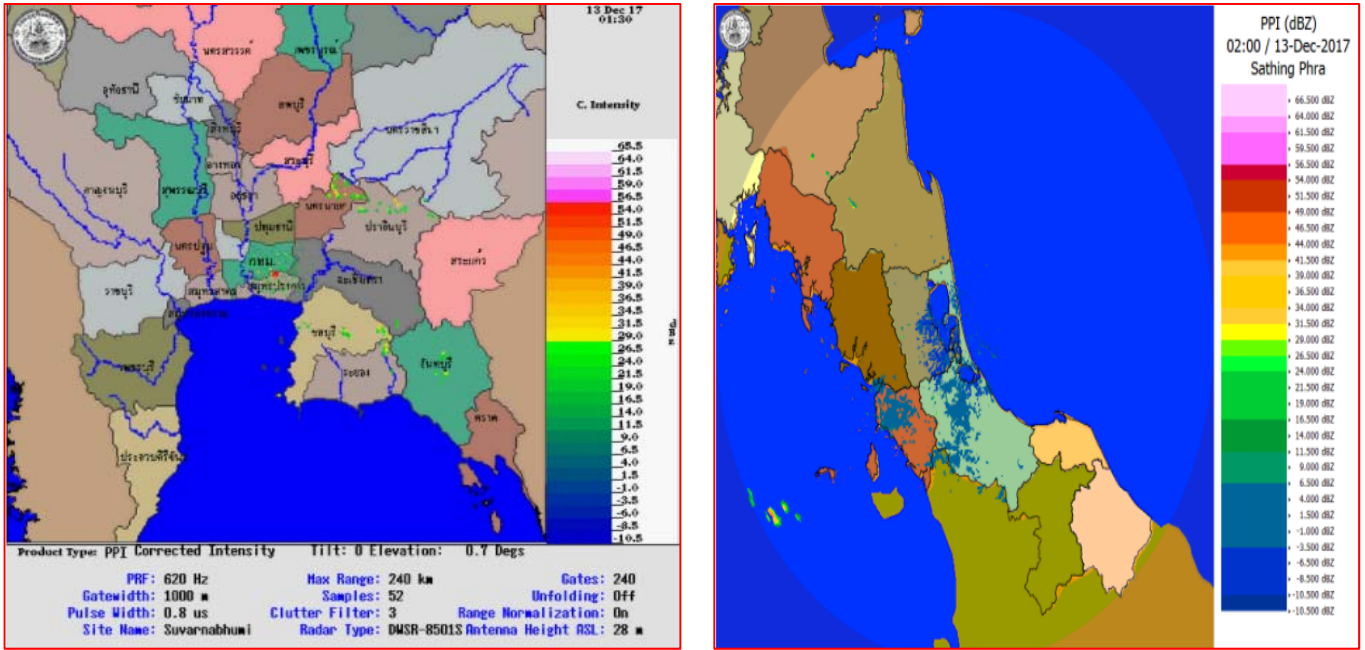 13 Dec 17
01:30
C. Intensity
65.5
64.0
61.5
59.0
56.5
54.0
51.5
49.0
46.5
44.0
41.5
39.0
36.5
34.0
31.5
29.0
26.5
24.0
21.5
19.0
16.5
14.0
11.5
9.0
6.5
4.0
1.5
-1.0
-3.5
-6.0
-8.5
-10.5
นครสวรรค์
เพชรบูรณ์
อุทัยธานี
ชัยนาท
ลพบุรี
สิงห์บุรี
นครราชสีมา
อ่างทอง
สระบุรี
กาญจนบุรี
สุพรรณบุรี
อยุธยา
นครนายก
ปราจีนบุรี
ปทุมธานี
นครปฐม
กทม.
สระแก้ว
ฉะเชิงเทรา
ราชบุรี
สมุทรสาคร
สมุทรปราการ
สมุทรสงคราม
ชลบุรี
เพชรบุรี
ระยอง
จันทบุรี
ตราด
ประจวบคีรีขันธ์
Product Type: PPI Corrected Intensity Tilt: 0 Elevation: 0.7 Degs
PRF: 620 Hz Max Range: 240 km Gates: 240
Gatewidth: 1000 m Samples: 52 Unfolding: Off
Pulse Width: 0.8 us Clutter Filter: 3 Range Normalization: On
Site Name: Suvarnabhumi Radar Type: DWSR-8501S Antenna Height ASL: 28 m
PPI (dBZ)
02:00 / 13-Dec-2017
Sathing Phra
66.500 dBZ
64.000 dBZ
61.500 dBZ
59.000 dBZ
56.500 dBZ
54.000 dBZ
51.500 dBZ
49.000 dBZ
46.500 dBZ
44.000 dBZ
41.500 dBZ
39.000 dBZ
36.500 dBZ
34.000 dBZ
31.500 dBZ
29.000 dBZ
26.500 dBZ
24.000 dBZ
21.500 dBZ
19.000 dBZ
16.500 dBZ
14.000 dBZ
11.500 dBZ
9.000 dBZ
6.500 dBZ
4.000 dBZ
1.500 dBZ
-1.000 dBZ
-3.500 dBZ
-6.500 dBZ
-8.500 dBZ
-10.500 dBZ
-10.500 dBZ